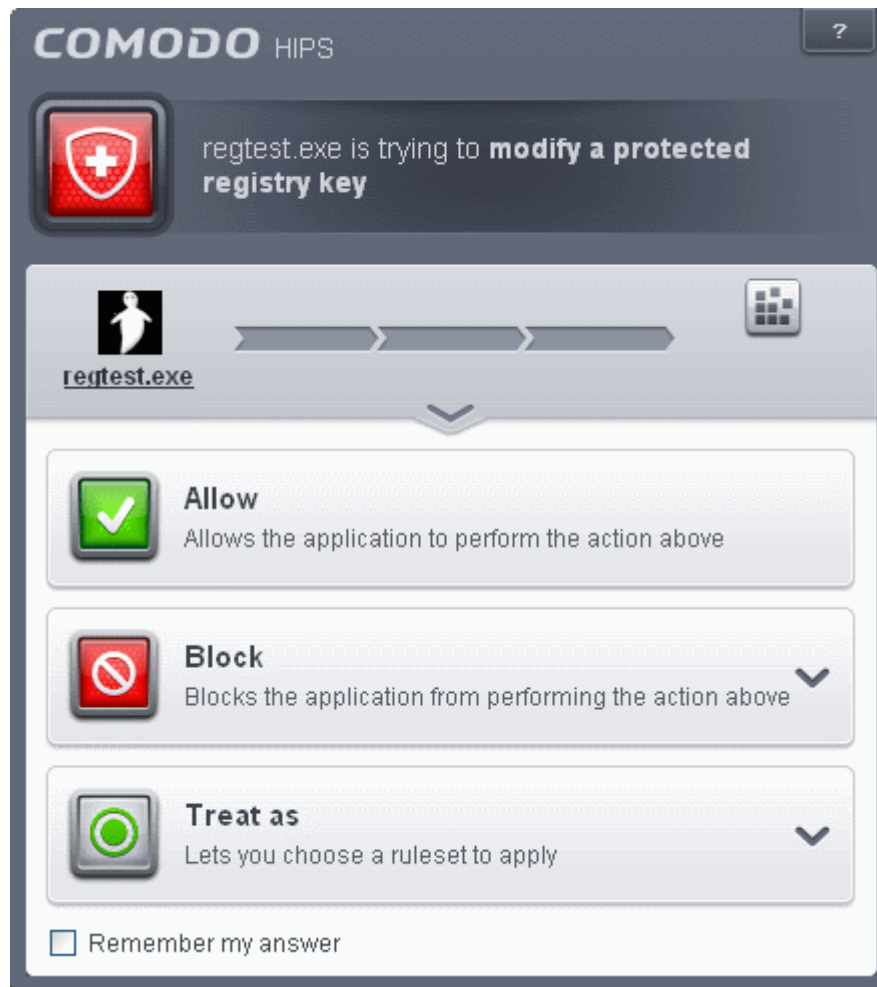 COMODO HIPS
?
regtest.exe is trying to modify a protected
registry key
regtest.exe
Allow
Allows the application to perform the action above
Block
Blocks the application from performing the action above
Treat as
Lets you choose a ruleset to apply
Remember my answer